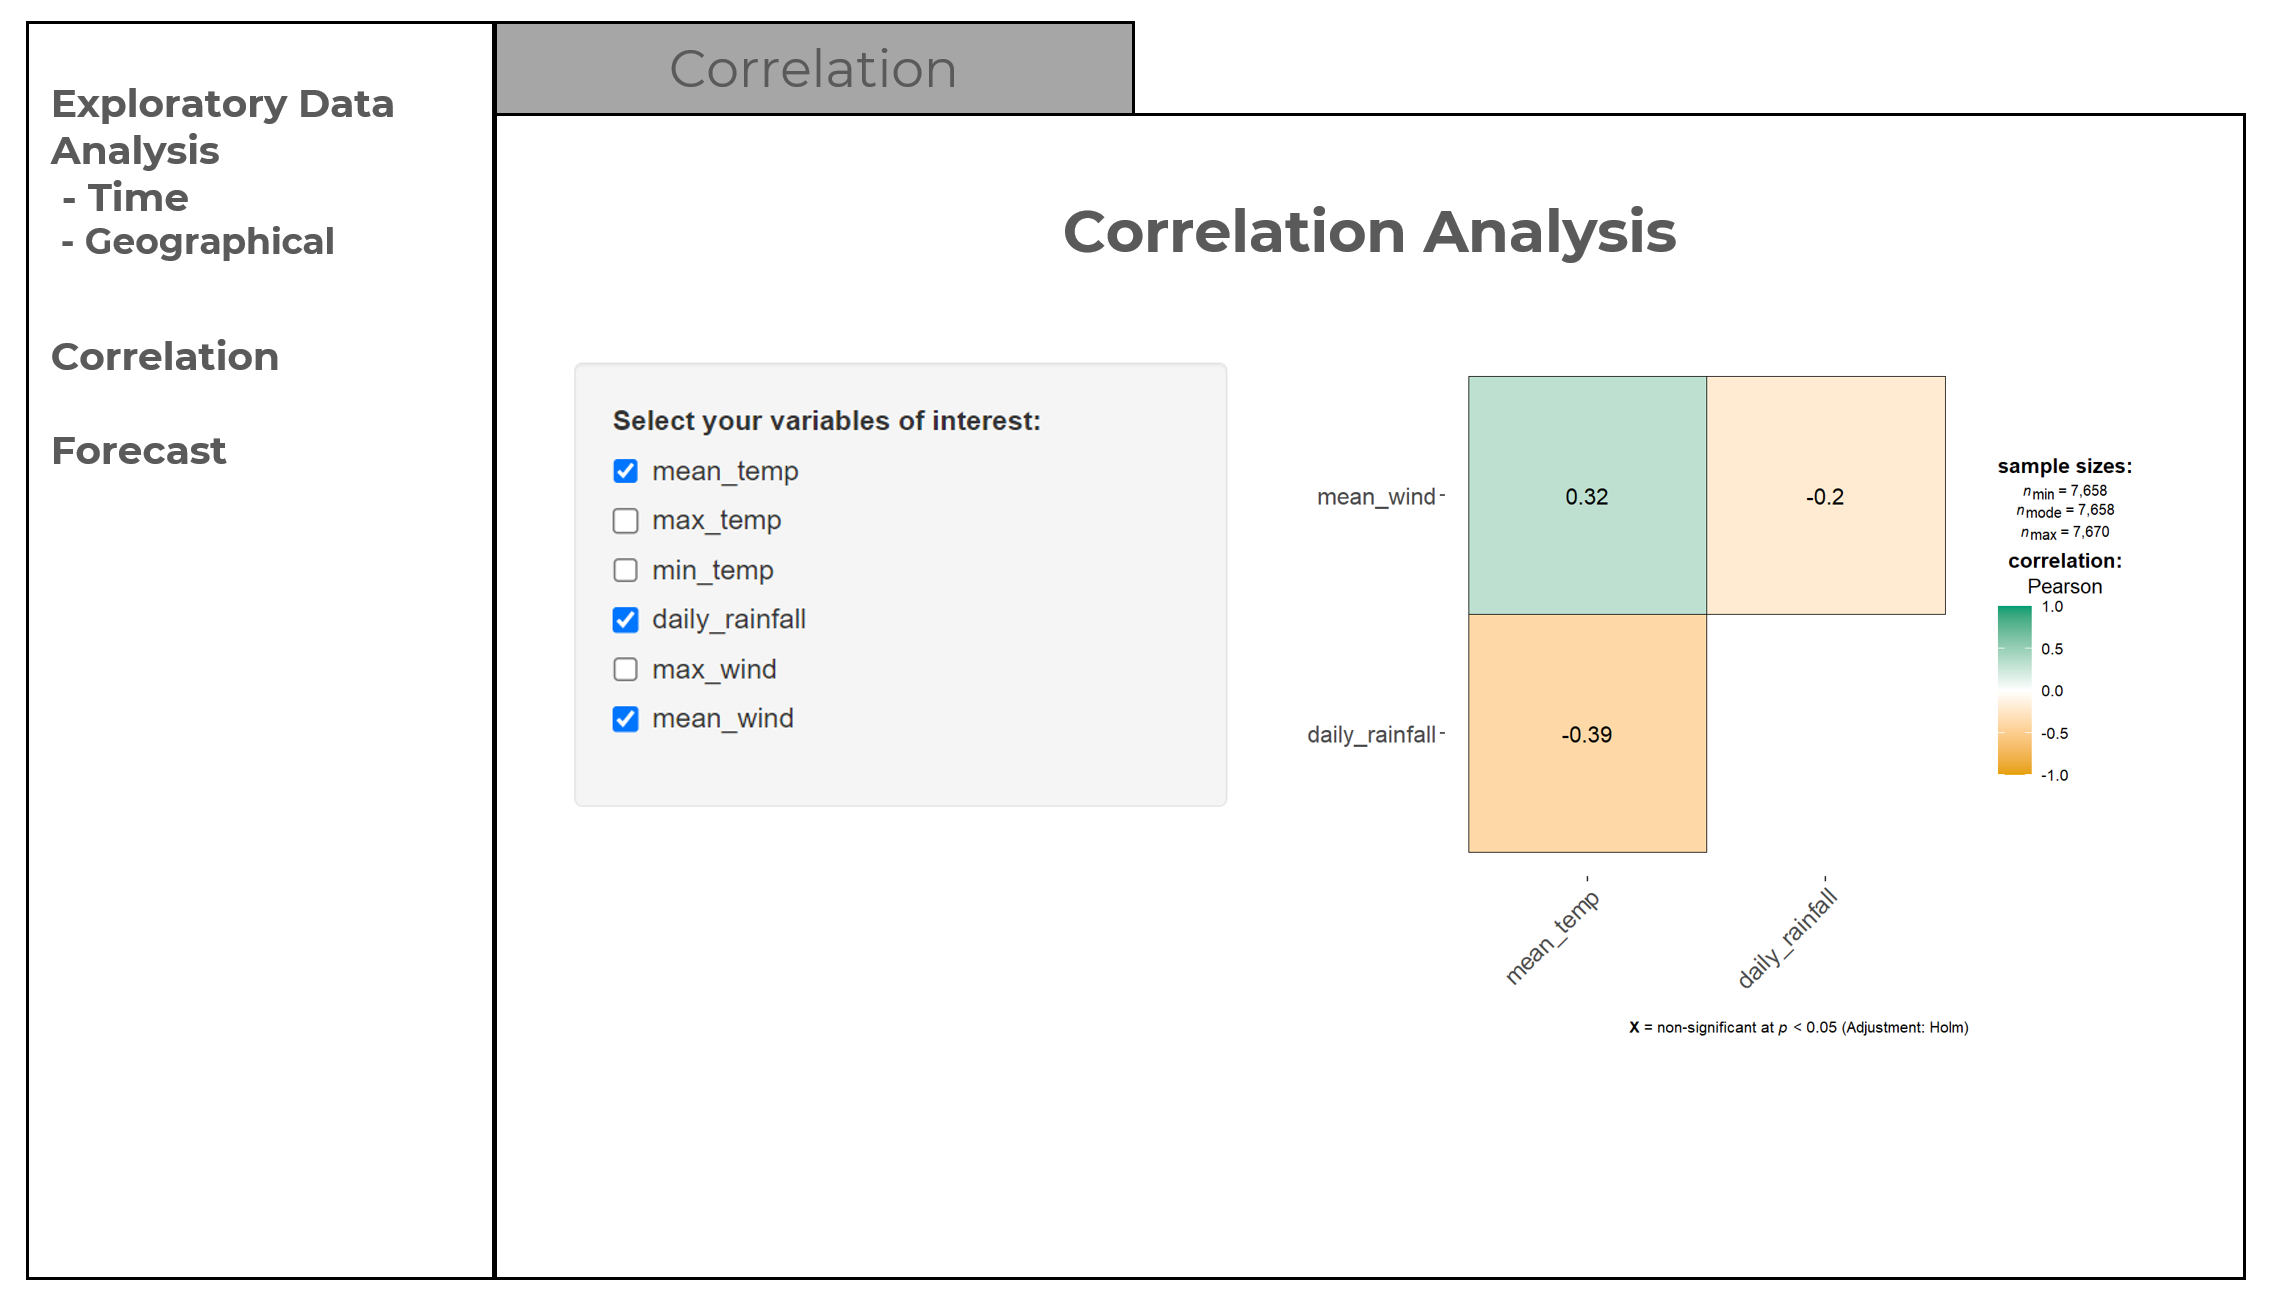 Exploratory Data
Analysis
- Time
- Geographical
Correlation
Forecast
Correlation
Correlation Analysis
Select your variables of interest:
mean_temp
max_temp
min_temp
daily_rainfall
max_wind
mean_wind
mean_wind
0.32
-0.2
daily_rainfall
-0.39
mean_temp
daily_rainfall
sample sizes:
n min = 7,658
n mode = 7,658
n max = 7,670
correlation:
Pearson
1.0
0.5
0.0
-0.5
-1.0
X = non-significant at p < 0.05 (Adjustment: Holm)